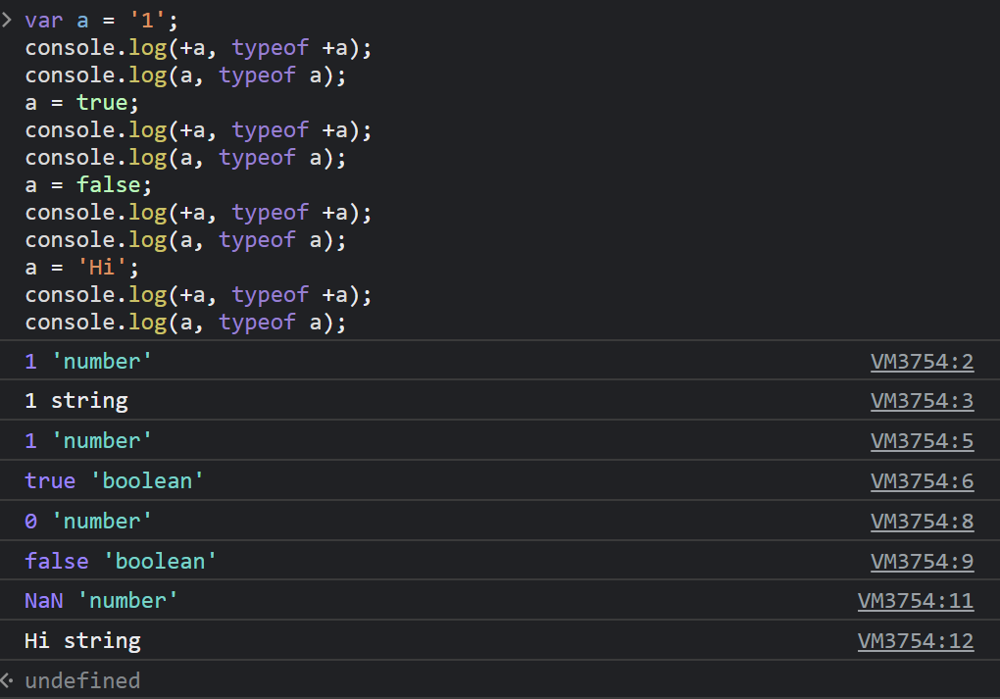 > var a = '1';
console.log(+a, typeof +a);
console.log(a, typeof a);
a = true;
console.log(+a, typeof +a);
console.log(a, typeof a);
a = false;
console.log(+a, typeof +a);
console.log(a, typeof a);
a = 'Hi';
console.log(+a, typeof +a);
console.log(a, typeof a);
1 'number' VM3754:2
1 string VM3754:3
1 'number' VM3754:5
true 'boolean' VM3754:6
0 'number' VM3754:8
false 'boolean' VM3754:9
NaN 'number' VM3754:11
Hi string VM3754:12
undefined